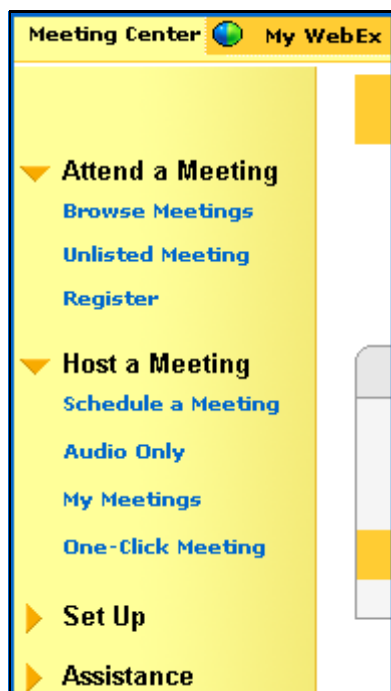 Meeting Center My WebEx
Attend a Meeting
Browse Meetings
Unlisted Meeting
Register
Host a Meeting
Schedule a Meeting
Audio Only
My Meetings
One-Click Meeting
Set Up
Assistance